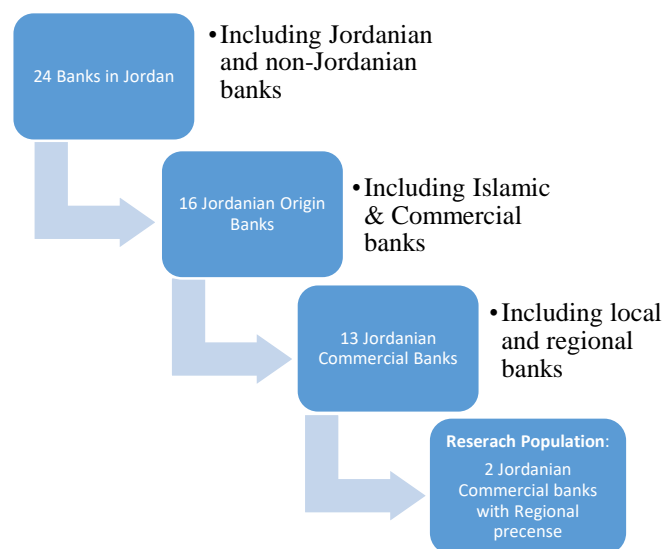 24 Banks in Jordan
•Including Jordanian
and non-Jordanian
banks
16 Jordanian Origin
Banks
•Including Islamic
& Commercial
banks
13 Jordanian
Commercial Banks
•Including local
and regional
banks
Reserach Population:
2 Jordanian
Commercial banks
with Regional
precense